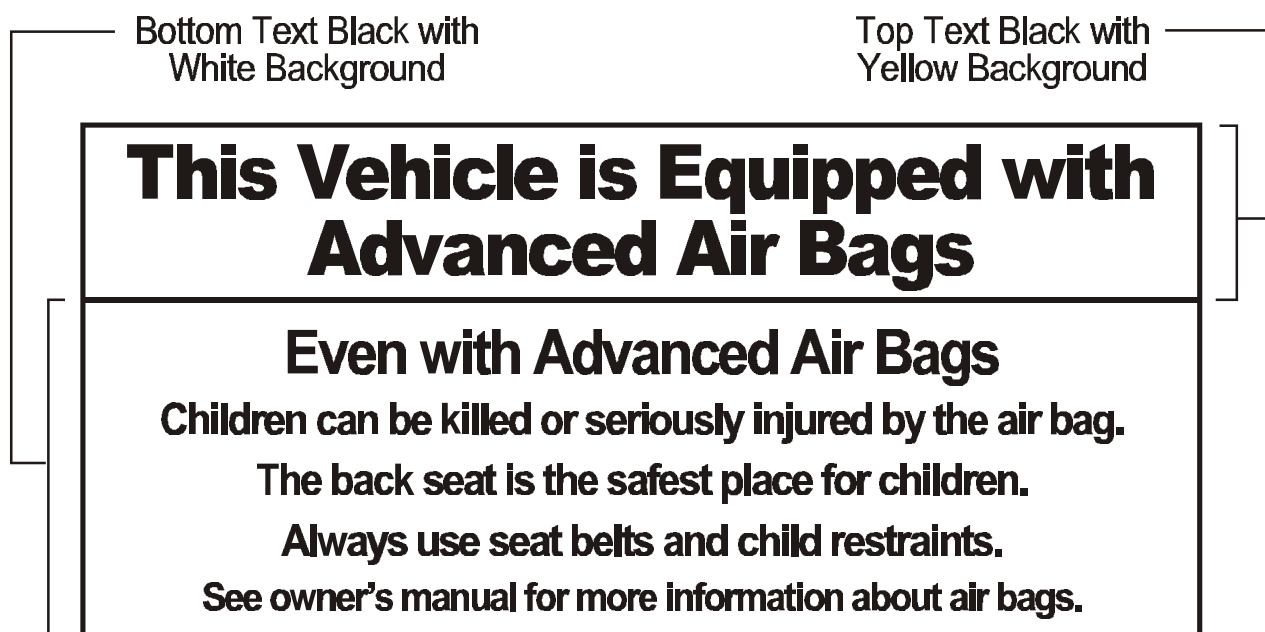 Bottom Text Black with
White Background
Top Text Black with
Yellow Background
This Vehicle is Equipped with
Advanced Air Bags
Even with Advanced Air Bags
Children can be killed or seriously injured by the air bag.
The back seat is the safest place for children.
Always use seat belts and child restraints.
See owner's manual for more information about air bags.